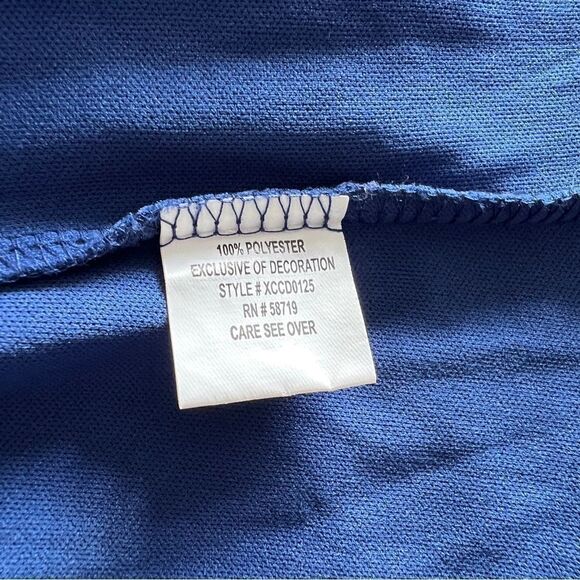 100% POLYESTER
EXCLUSIVE OF DECORATION
STYLE # XCCD0125
RN # 58719
CARE SEE OVER